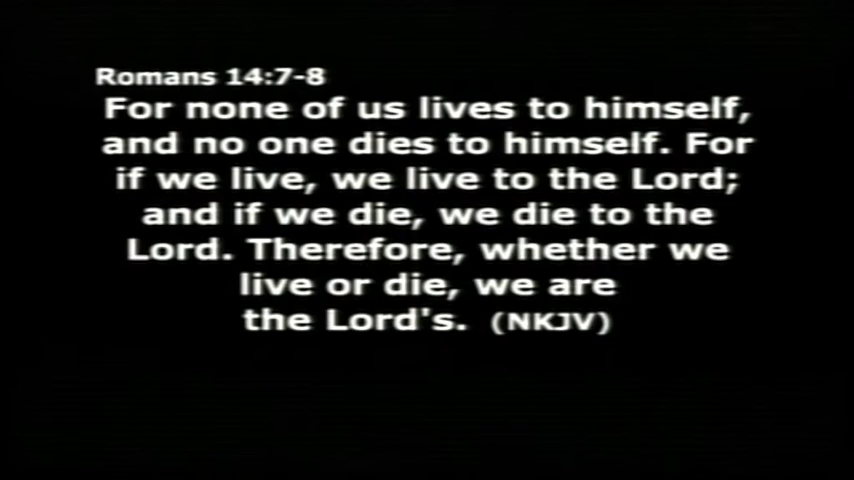 Romans 14:7-8
For none of us lives to himself,
and no one dies to himself. For
if we live, we live to the Lord;
and if we die, we die to the
Lord. Therefore, whether we
live or die, we are
the Lord's. (NKJV)